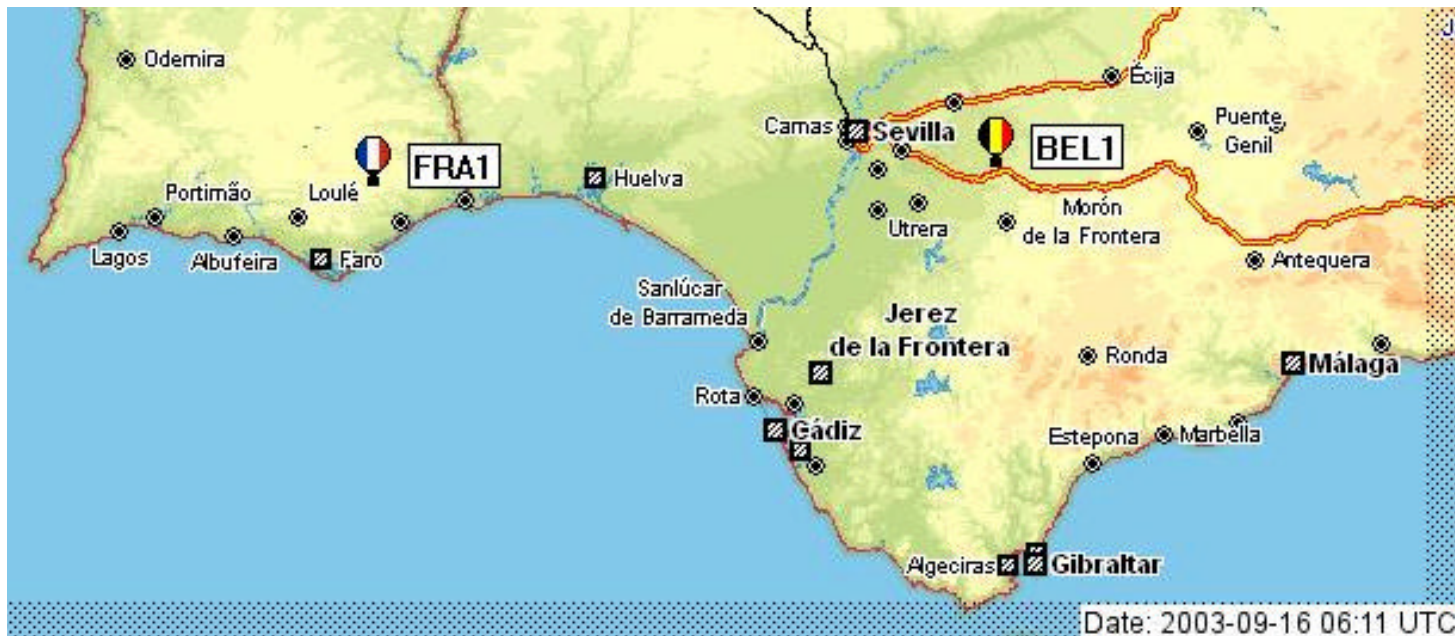 J
Odemira
Écija
Camas
Sevilla
Puente
Genil
BEL1
FRA1
Huelva
Portimão
Loulé
Utrera
Morón
de la Frontera
Lagos
Albufeira
Faro
Antequera
Sanlúcar
de Barrameda
Jerez
de la Frontera
Ronda
Málaga
Rota
Cádiz
Estepona
Marbella
Algeciras
Gibraltar
Date: 2003-09-16 06:11 UTC